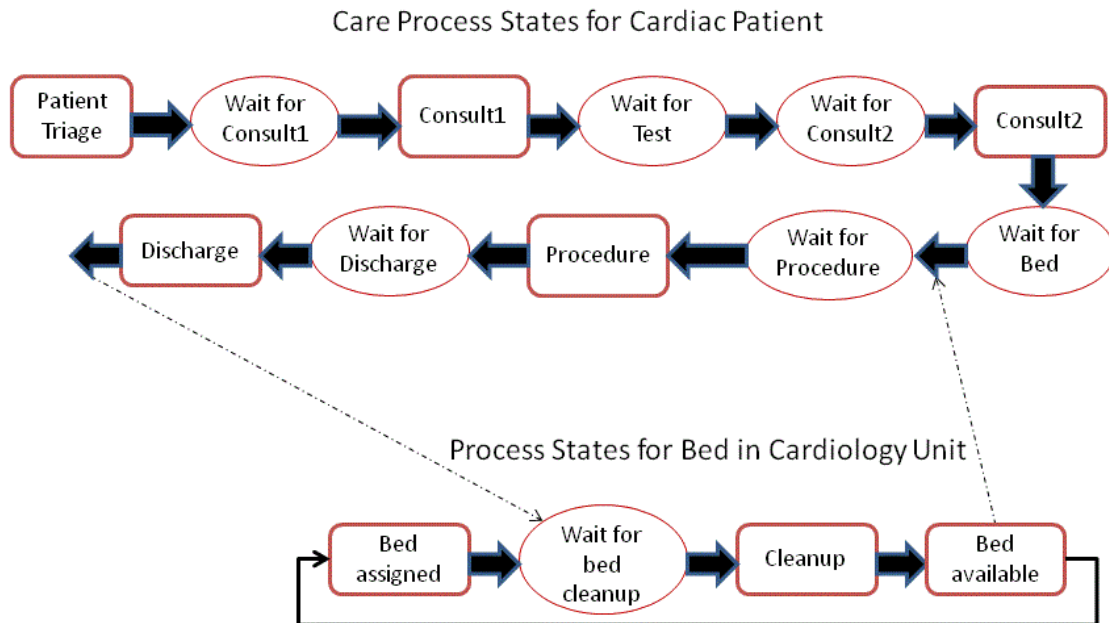 Care Process States for Cardiac Patient
Patient
Triage
Wait for
Consult1
Consult1
Wait for
Test
Wait for
Consult2
Consult2
Discharge
Wait for
Discharge
Procedure
Wait for
Procedure
Wait for
Bed
Process States for Bed in Cardiology Unit
Bed
assigned
Wait for
bed
cleanup
Cleanup
Bed
available